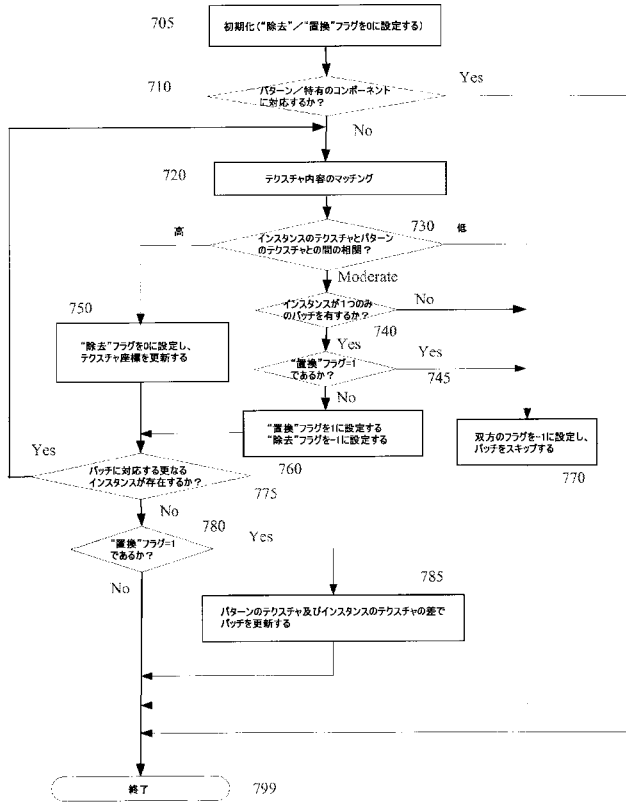 705
初期化(“除去”／“置換”フラグを0に設定する)
710
パターン／特有のコンポーネント
に対応するか？
Yes
No
720
テクスチャ内容のマッチング
730
インスタンスのテクスチャとパターン
のテクスチャとの間の相関？
高
低
Moderate
750
インスタンスが1つのみ
のパッチを有するか？
No
740
“除去”フラグを0に設定し、
テクスチャ座標を更新する
Yes
“置換”フラグ=1
であるか？
Yes
745
No
“置換”フラグを1に設定する
“除去”フラグを-1に設定する
760
双方のフラグを-1に設定し、
パッチをスキップする
770
Yes
パッチに対応する更なる
インスタンスが存在するか？
775
No
780
“置換”フラグ=1
であるか？
Yes
No
785
パターンのテクスチャ及びインスタンスのテクスチャの差で
パッチを更新する
終了
799